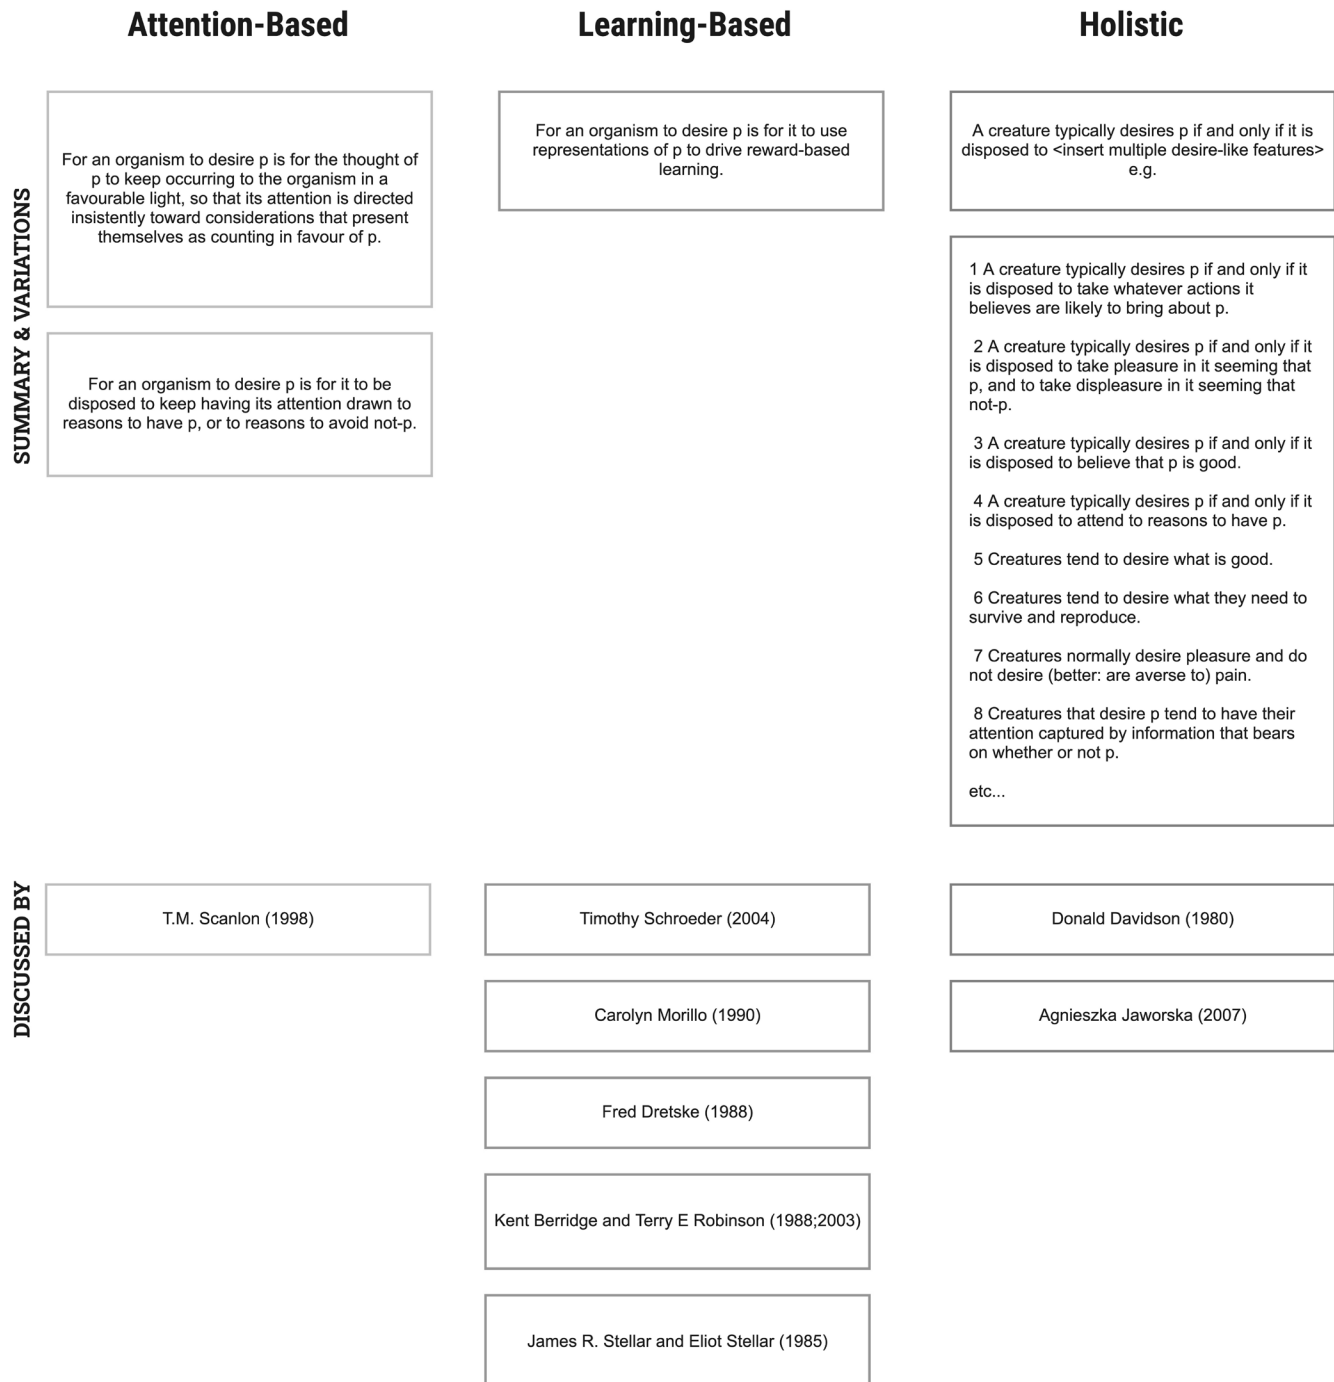 Attention-Based
Learning-Based
Holistic
SUMMARY & VARIATIONS
For an organism to desire p is for the thought of
p to keep occurring to the organism in a
favourable light, so that its attention is directed
insistently toward considerations that present
themselves as counting in favour of p.
For an organism to desire p is for it to be
disposed to keep having its attention drawn to
reasons to have p, or to reasons to avoid not-p.
For an organism to desire p is for it to use
representations of p to drive reward-based
learning.
A creature typically desires p if and only if it is
disposed to <insert multiple desire-like features>
e.g.
1 A creature typically desires p if and only if it
is disposed to take whatever actions it
believes are likely to bring about p.
2 A creature typically desires p if and only if it
is disposed to take pleasure in it seeming that
p, and to take displeasure in it seeming that
not-p.
3 A creature typically desires p if and only if it
is disposed to believe that p is good.
4 A creature typically desires p if and only if it
is disposed to attend to reasons to have p.
5 Creatures tend to desire what is good.
6 Creatures tend to desire what they need to
survive and reproduce.
7 Creatures normally desire pleasure and do
not desire (better: are averse to) pain.
8 Creatures that desire p tend to have their
attention captured by information that bears
on whether or not p.
etc...
DISCUSSED BY
T.M. Scanlon (1998)
Timothy Schroeder (2004)
Carolyn Morillo (1990)
Fred Dretske (1988)
Kent Berridge and Terry E Robinson (1988;2003)
James R. Stellar and Eliot Stellar (1985)
Donald Davidson (1980)
Agnieszka Jaworska (2007)